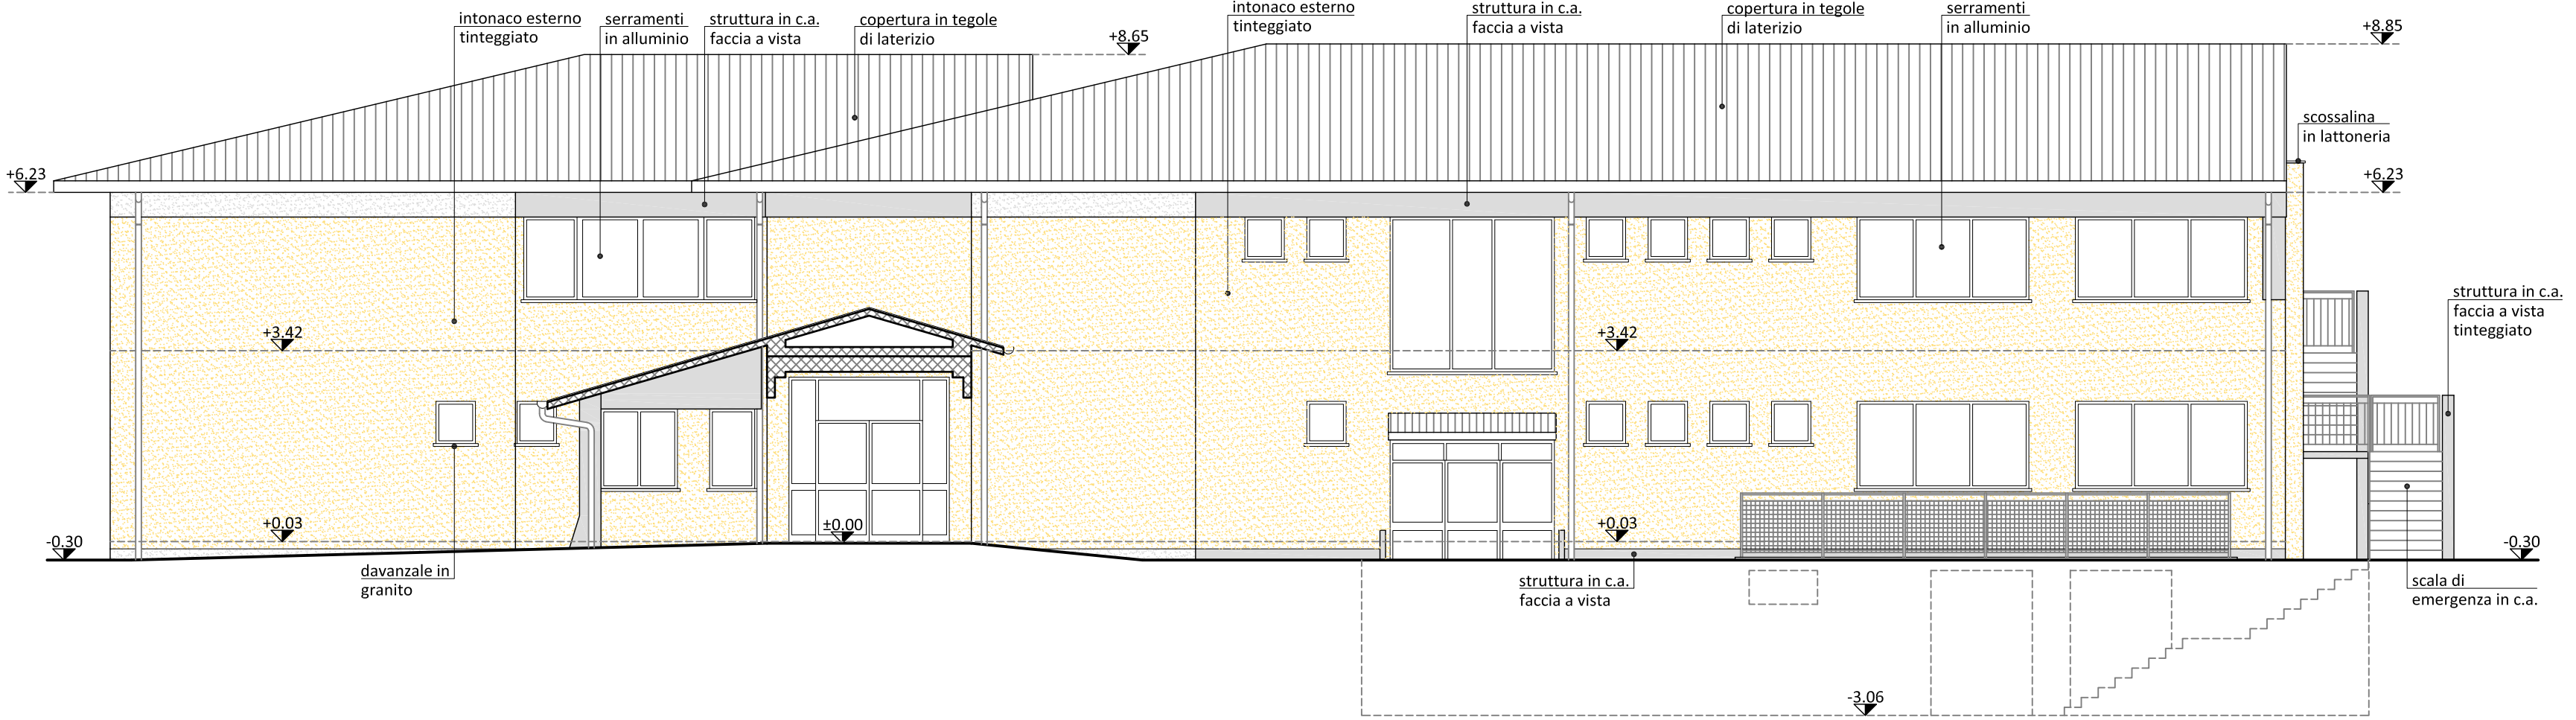 intonaco esterno
tinteggiato
serramenti
in alluminio
struttura in c.a.
faccia a vista
copertura in tegole
di laterizio
+8.65
intonaco esterno
tinteggiato
struttura in c.a.
faccia a vista
copertura in tegole
di laterizio
serramenti
in alluminio
+8.85
scossalina
in lattoneria
+6.23
+6.23
struttura in c.a.
faccia a vista
tinteggiato
+3.42
+3.42
+0.03
±0.00
+0.03
-0.30
-0.30
davanzale in
granito
struttura in c.a.
faccia a vista
scala di
emergenza in c.a.
-3.06